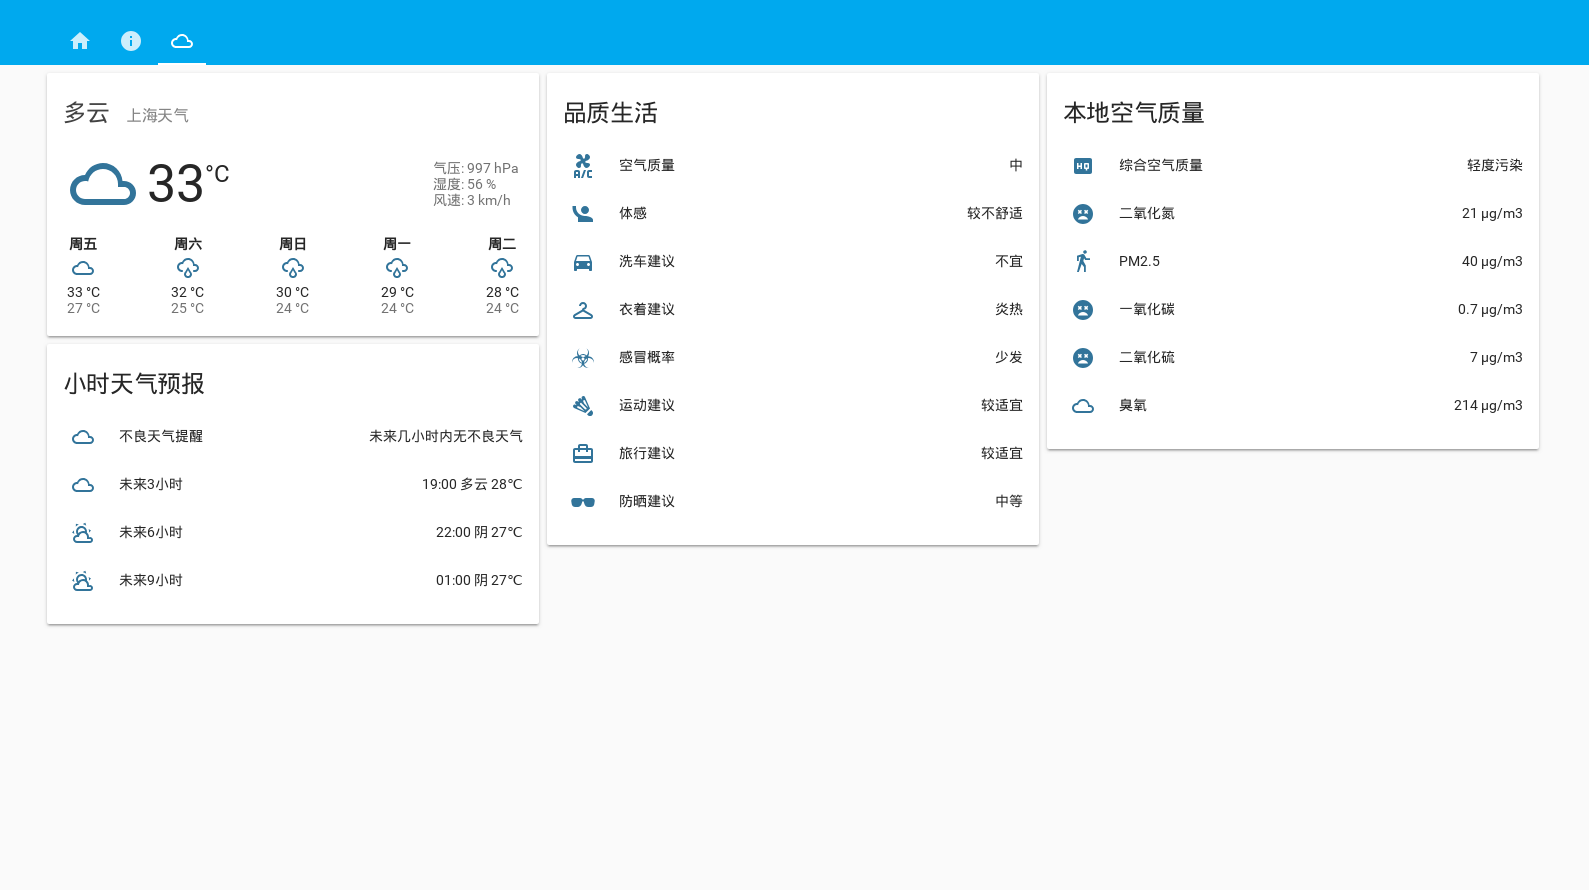 多云 上海天气
33 °C
气压: 997 hPa
湿度: 56 %
风速: 3 km/h
周五 周六 周日 周一 周二
33 °C 32 °C 30 °C 29 °C 28 °C
27 °C 25 °C 24 °C 24 °C 24 °C
小时天气预报
不良天气提醒 未来几小时内无不良天气
未来3小时 19:00 多云 28℃
未来6小时 22:00 阴 27℃
未来9小时 01:00 阴 27℃
品质生活
A/C
空气质量 中
体感 较不舒适
洗车建议 不宜
衣着建议 炎热
感冒概率 少发
运动建议 较适宜
旅行建议 较适宜
防晒建议 中等
本地空气质量
HQ
综合空气质量 轻度污染
二氧化氮 21 μg/m3
PM2.5 40 μg/m3
一氧化碳 0.7 μg/m3
二氧化硫 7 μg/m3
臭氧 214 μg/m3